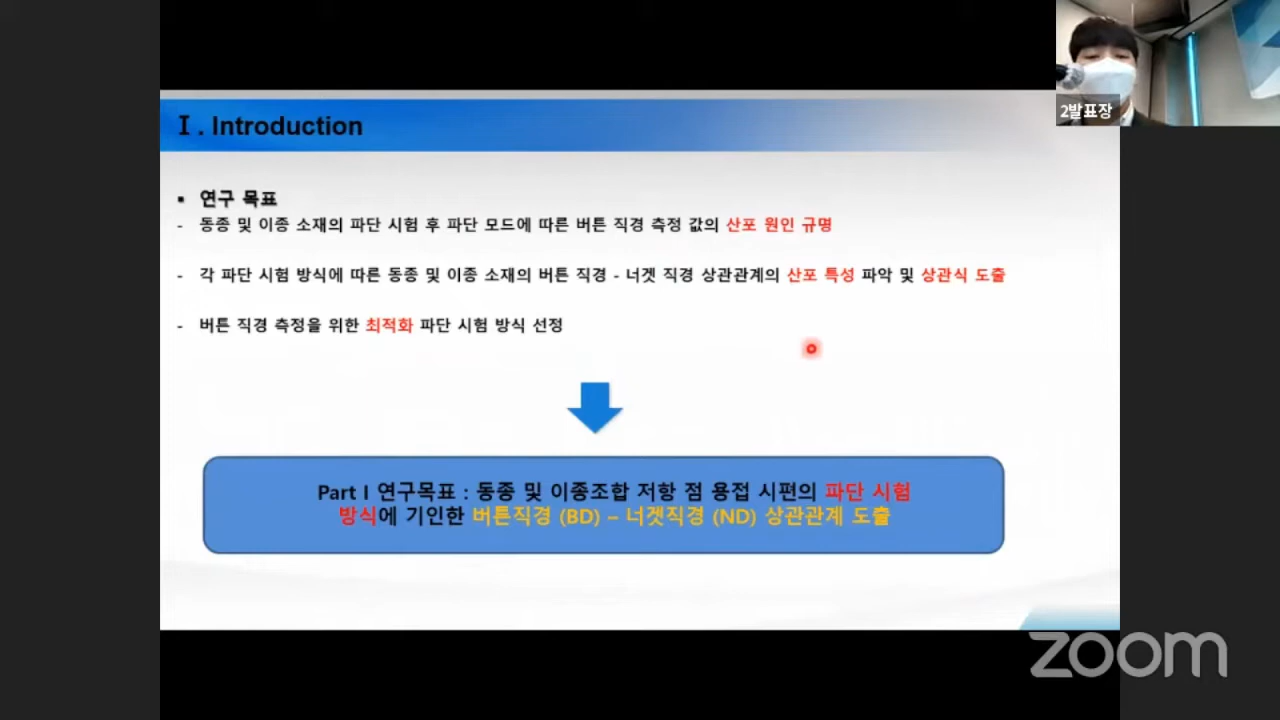 Ⅰ. Introduction
2발표장
▪ 연구 목표
- 동종 및 이종 소재의 파단 시험 후 파단 모드에 따른 버튼 직경 측정 값의 산포 원인 규명
- 각 파단 시험 방식에 따른 동종 및 이종 소재의 버튼 직경 - 너겟 직경 상관관계의 산포 특성 파악 및 상관식 도출
- 버튼 직경 측정을 위한 최적화 파단 시험 방식 선정
Part I 연구목표 : 동종 및 이종조합 저항 점 용접 시편의 파단 시험
방식에 기인한 버튼직경 (BD) – 너겟직경 (ND) 상관관계 도출
zoom